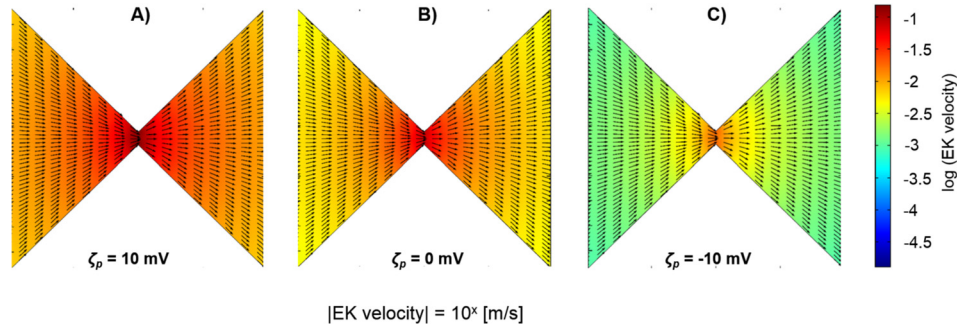 A)
B)
C)
ζp = 10 mV
ζp = 0 mV
ζp = -10 mV
-1
-1.5
-2
-2.5
-3
-3.5
-4
-4.5
log (EK velocity)
|EK velocity| = 10ˣ [m/s]